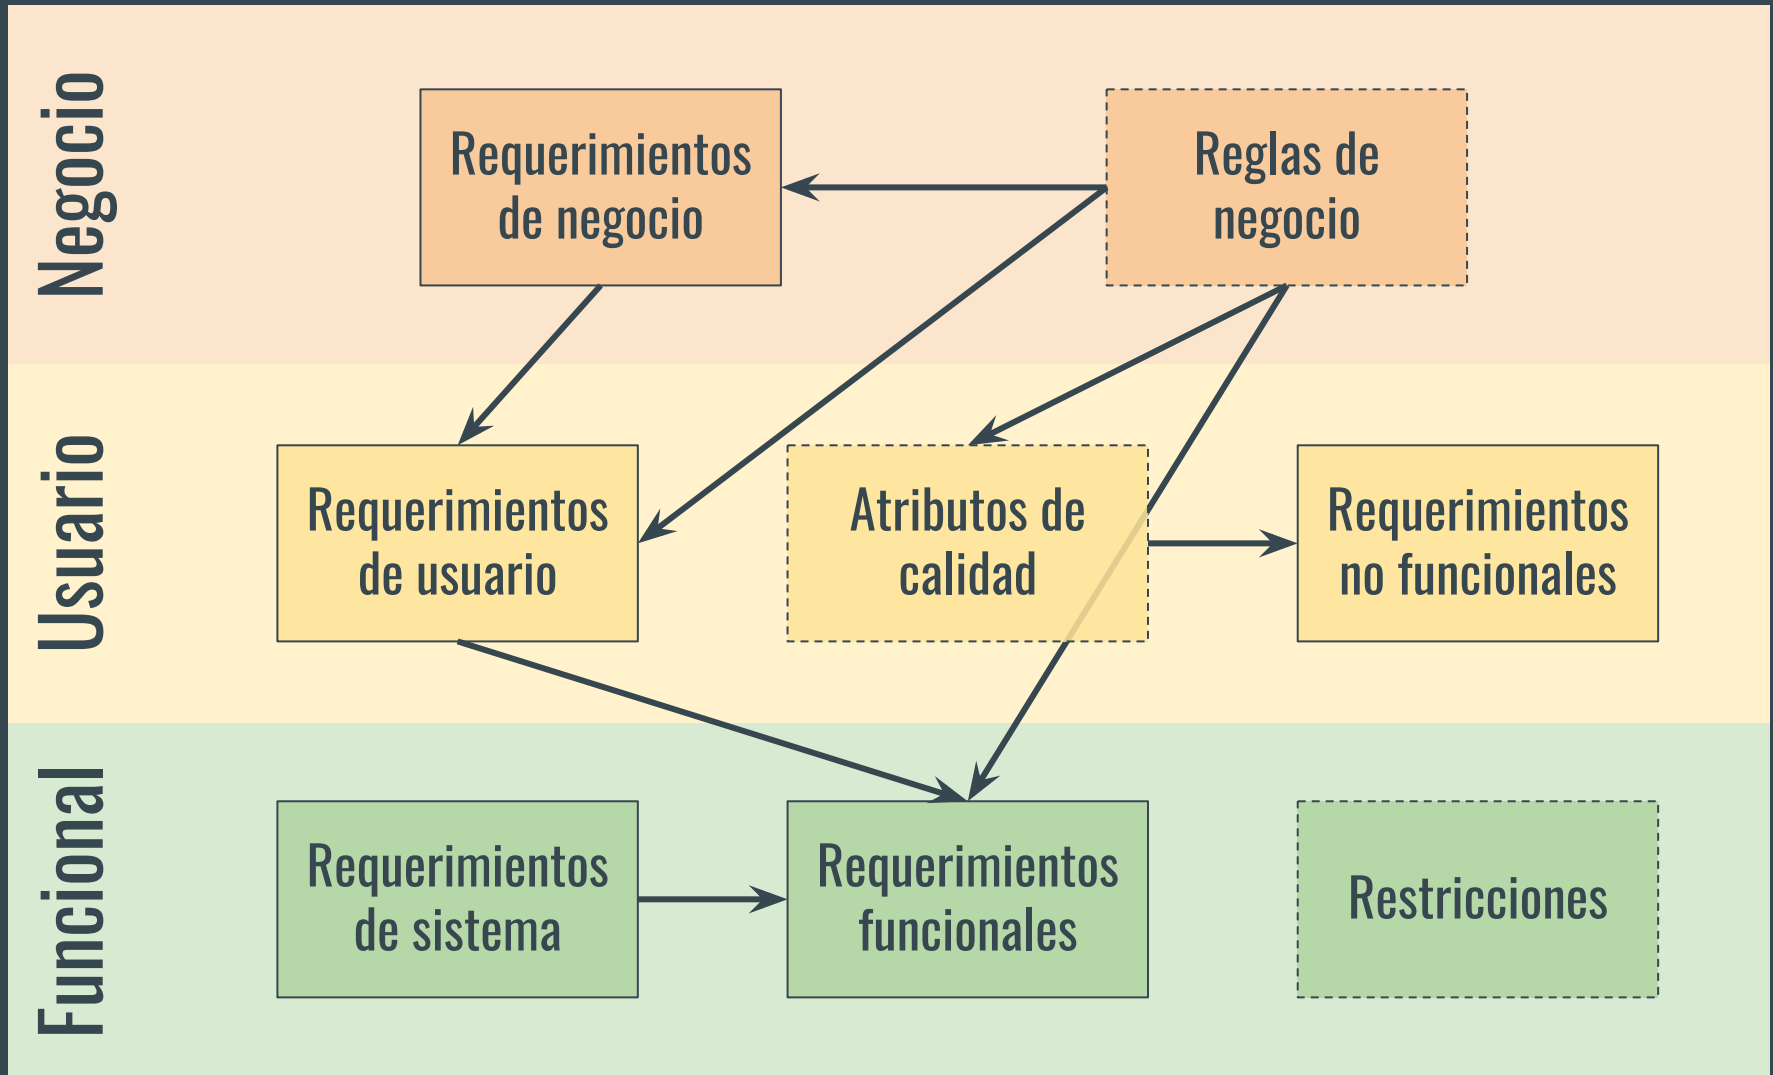 Negocio
Requerimientos
de negocio
Reglas de
negocio
Usuario
Requerimientos
de usuario
Atributos de
calidad
Requerimientos
no funcionales
Funcional
Requerimientos
de sistema
Requerimientos
funcionales
Restricciones